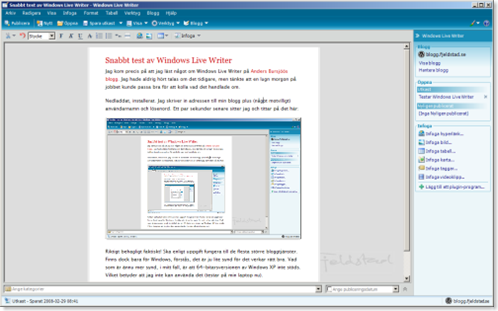 Snabbt test av Windows Live Writer - Windows Live Writer
Arkiv Redigera Visa Infoga Format Tabell Verktyg Blogg Hjälp
Publicera Nytt Öppna Spara utkast Visa Verktyg Blogg
Stycke Infoga
Snabbt test av Windows Live Writer
Jag kom precis på att jag läst något om Windows Live Writer på Anders Barnjobs
blogg. Jag hade aldrig hört talas om det tidigare, men tänkte att en lugn morgon på
jobbet kunde passa bra för att kolla vad det handlade om.
Nedladdat, installerat. Jag skriver in adressen till min blogg plus (något motvilligt)
användarnamn och lösenord. Ett par sekunder senare sitter jag och tittar på det här:
Riktigt behagligt faktiskt! Ska enligt uppgift fungera till de flesta större bloggtjänster.
Finns dock bara för Windows, förstås, det är ju lite synd för det verkar rätt bra. Vad
som är ännu mer synd, i mitt fall, är att 64-bitarsversionen av Windows XP inte stöds.
Vilket betyder att jag inte kan använda det (testar på min laptop nu).
fjeldstad
Windows Live Writer
Blogg
blogg.fjeldstad.se
Visa blogg
Hantera blogg
Öppna
Utkast
Testar Windows Live Wr...
Nyligen publicerat
(Inga Nyligen publicerat)
Infoga
Infoga hyperlänk...
Infoga bild...
Infoga tabell...
Infoga karta...
Infoga taggar...
Infoga videoklipp...
Lägg till ett plugin-program...
Ange kategorier
Ange publiceringsdatum
Utkast - Sparat 2008-02-20 08:41
blogg.fjeldstad.se